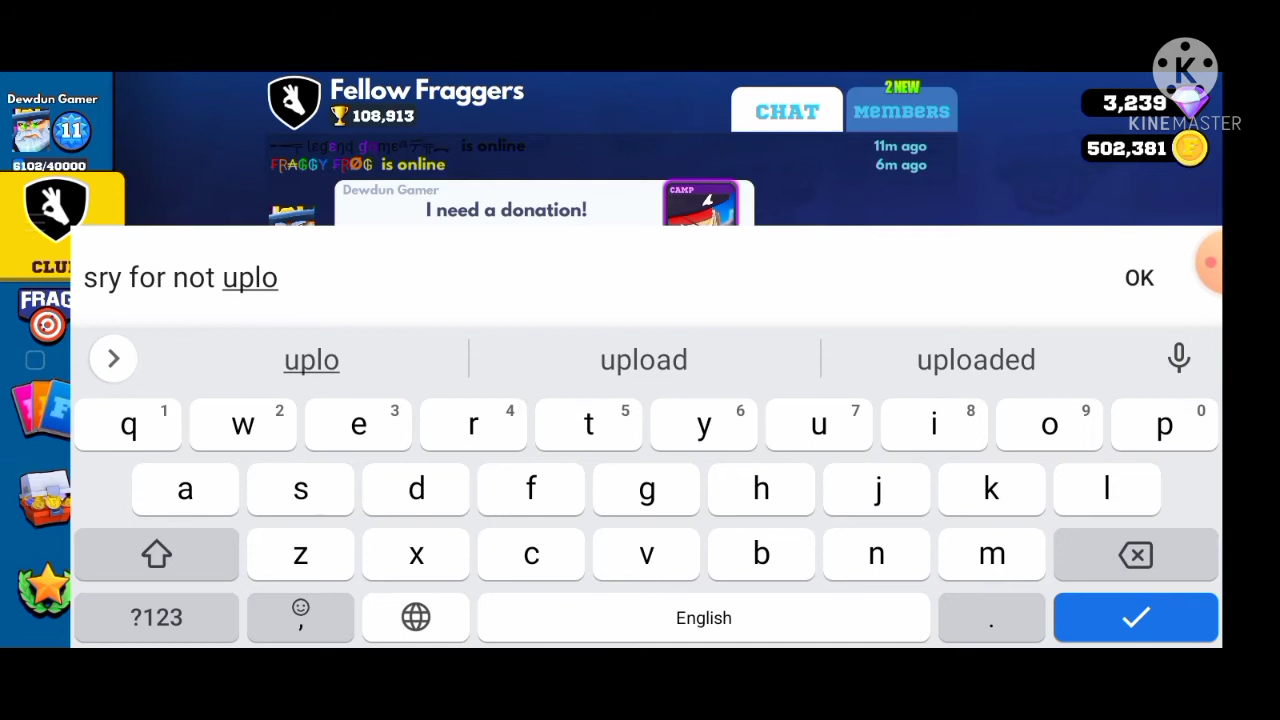 K
KINEMASTER
Dewdun Gamer
11
6102/40000
Fellow Fraggers
108,913
CHAT
2 NEW
MEMBERS
3,239
502,381
F
is online
11m ago
FRAGGY FRØG is online
6m ago
CLU
Dewdun Gamer
I need a donation!
CAMP
FRAG
F
sry for not uplo
OK
uplo upload uploaded
q 1 w 2 e 3 r 4 t 5 y 6 u 7 i 8 o 9 p 0
a s d f g h j k l
z x c v b n m
?123 , English .